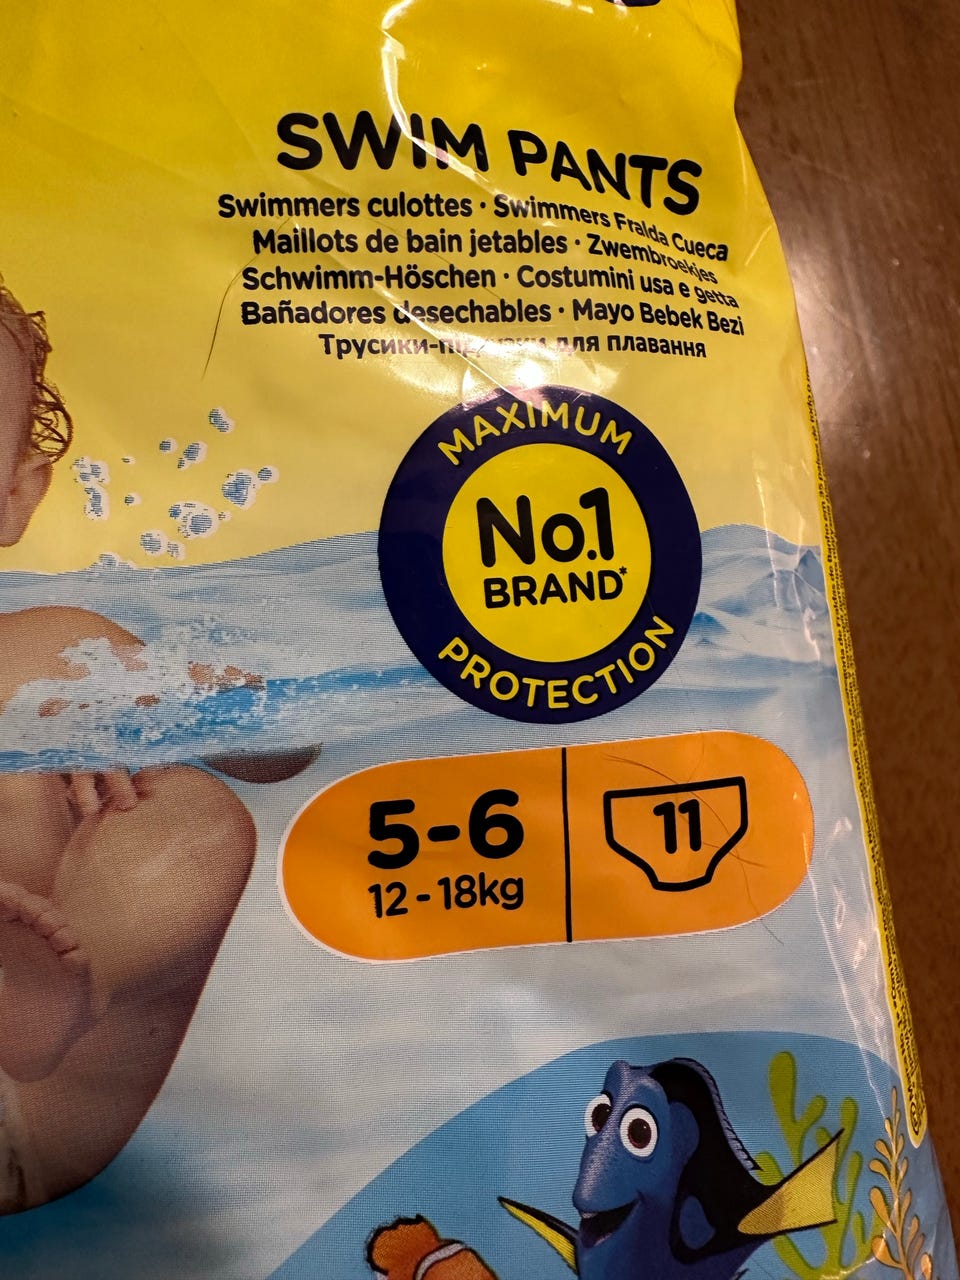 SWIM PANTS
Swimmers culottes · Swimmers Fralda Cueca
Maillots de bain jetables · Zwembroekjes
Schwimm-Höschen · Costumini usa e getta
Bañadores desechables · Mayo Bebek Bezi
для плавання
MAXIMUM
No.1
BRAND*
PROTECTION
5-6
12-18kg
11